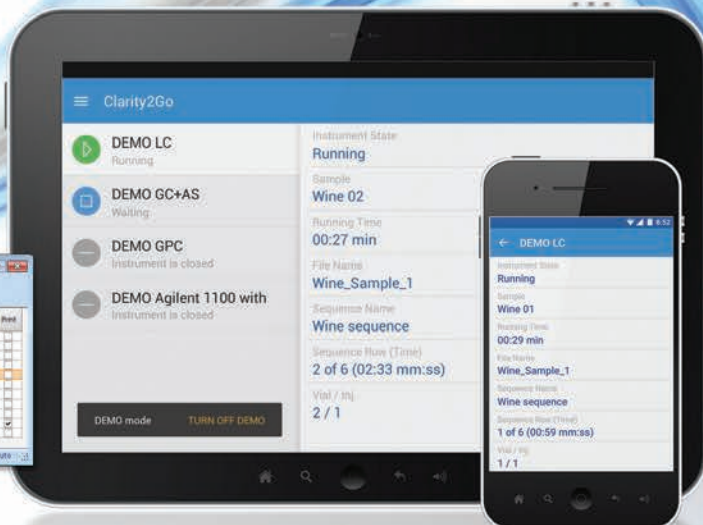 Clarity2Go
DEMO LC
Running
DEMO GC+AS
Waiting
DEMO GPC
Instrument is closed
DEMO Agilent 1100 with
Instrument is closed
DEMO mode TURN OFF DEMO
Instrument State
Running
Sample
Wine 02
Running Time
00:27 min
File Name
Wine_Sample_1
Sequence Name
Wine sequence
Sequence Row (Time)
2 of 6 (02:33 mm:ss)
Vial / Inj
2 / 1
8:52
DEMO LC
Instrument State
Running
Sample
Wine 01
Running Time
00:29 min
File Name
Wine_Sample_1
Sequence Name
Wine sequence
Sequence Row (Time)
1 of 6 (00:59 mm:ss)
Vial / Inj
1 / 1
Print